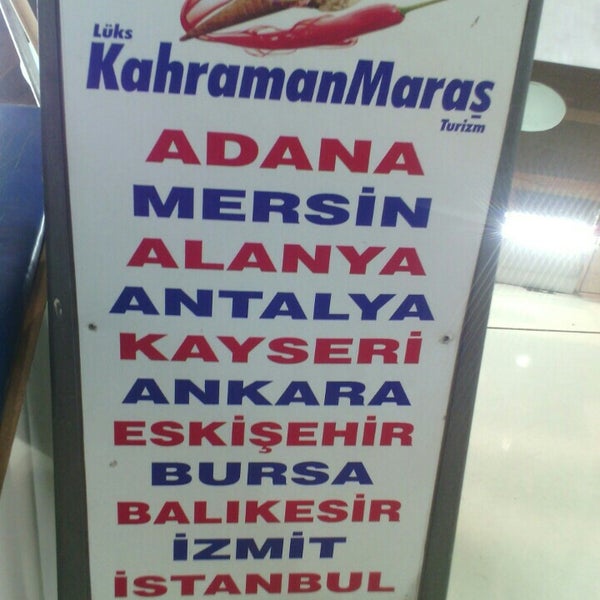 Lüks
KahramanMaraş
Turizm
ADANA
MERSİN
ALANYA
ANTALYA
KAYSERİ
ANKARA
ESKİŞEHİR
BURSA
BALIKESİR
İZMİT
İSTANBUL